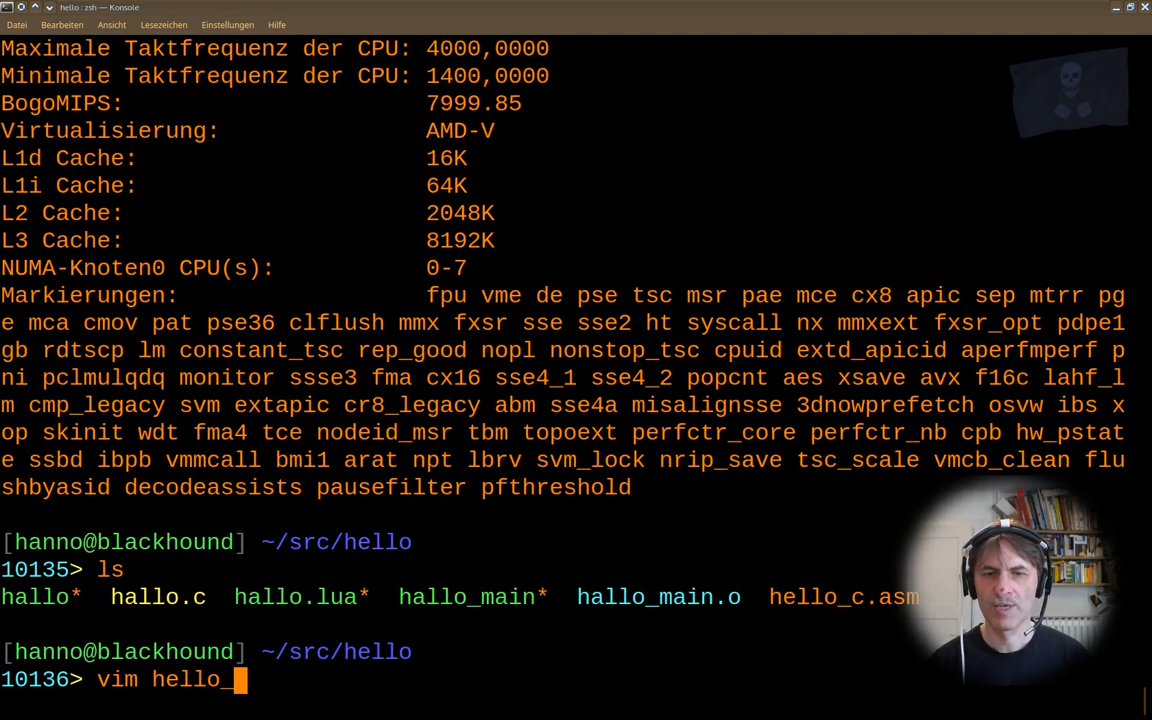 hello : zsh — Konsole
Datei Bearbeiten Ansicht Lesezeichen Einstellungen Hilfe
Maximale Taktfrequenz der CPU: 4000,0000
Minimale Taktfrequenz der CPU: 1400,0000
BogoMIPS: 7999.85
Virtualisierung: AMD-V
L1d Cache: 16K
L1i Cache: 64K
L2 Cache: 2048K
L3 Cache: 8192K
NUMA-Knoten0 CPU(s): 0-7
Markierungen: fpu vme de pse tsc msr pae mce cx8 apic sep mtrr pg
e mca cmov pat pse36 clflush mmx fxsr sse sse2 ht syscall nx mmxext fxsr_opt pdpe1
gb rdtscp lm constant_tsc rep_good nopl nonstop_tsc cpuid extd_apicid aperfmperf p
ni pclmulqdq monitor ssse3 fma cx16 sse4_1 sse4_2 popcnt aes xsave avx f16c lahf_l
m cmp_legacy svm extapic cr8_legacy abm sse4a misalignsse 3dnowprefetch osvw ibs x
op skinit wdt fma4 tce nodeid_msr tbm topoext perfctr_core perfctr_nb cpb hw_pstat
e ssbd ibpb vmmcall bmi1 arat npt lbrv svm_lock nrip_save tsc_scale vmcb_clean flu
shbyasid decodeassists pausefilter pfthreshold
[hanno@blackhound] ~/src/hello
10135> ls
hallo* hallo.c hallo.lua* hallo_main* hallo_main.o hello_c.asm
[hanno@blackhound] ~/src/hello
10136> vim hello_